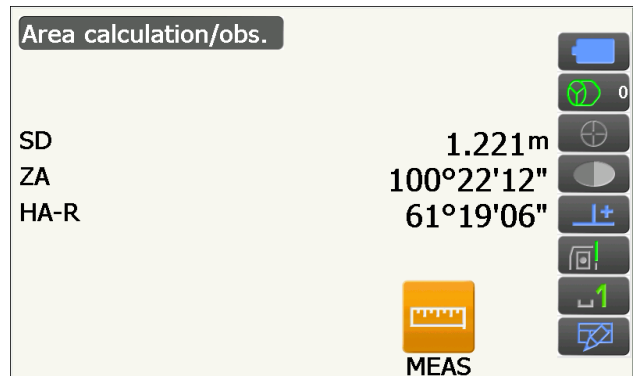 Area calculation/obs.
0
SD 1.221m
ZA 100°22'12"
HA-R 61°19'06"
1
MEAS